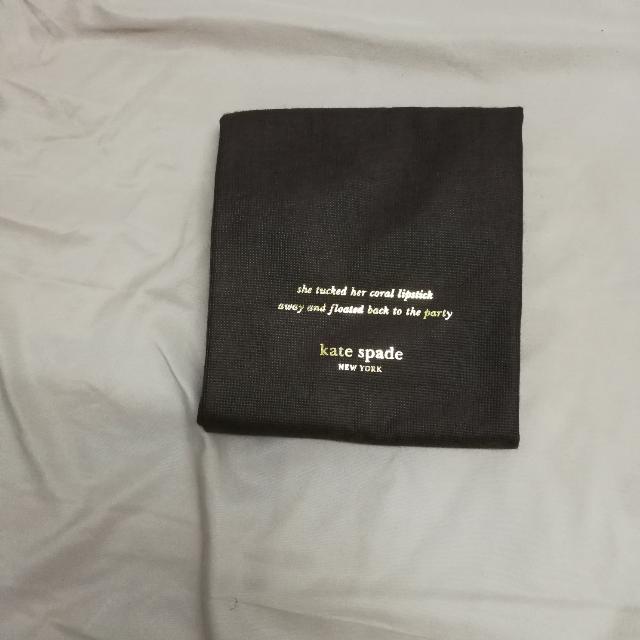 she tucked her coral lipstick
away and floated back to the party
kate spade
NEW YORK